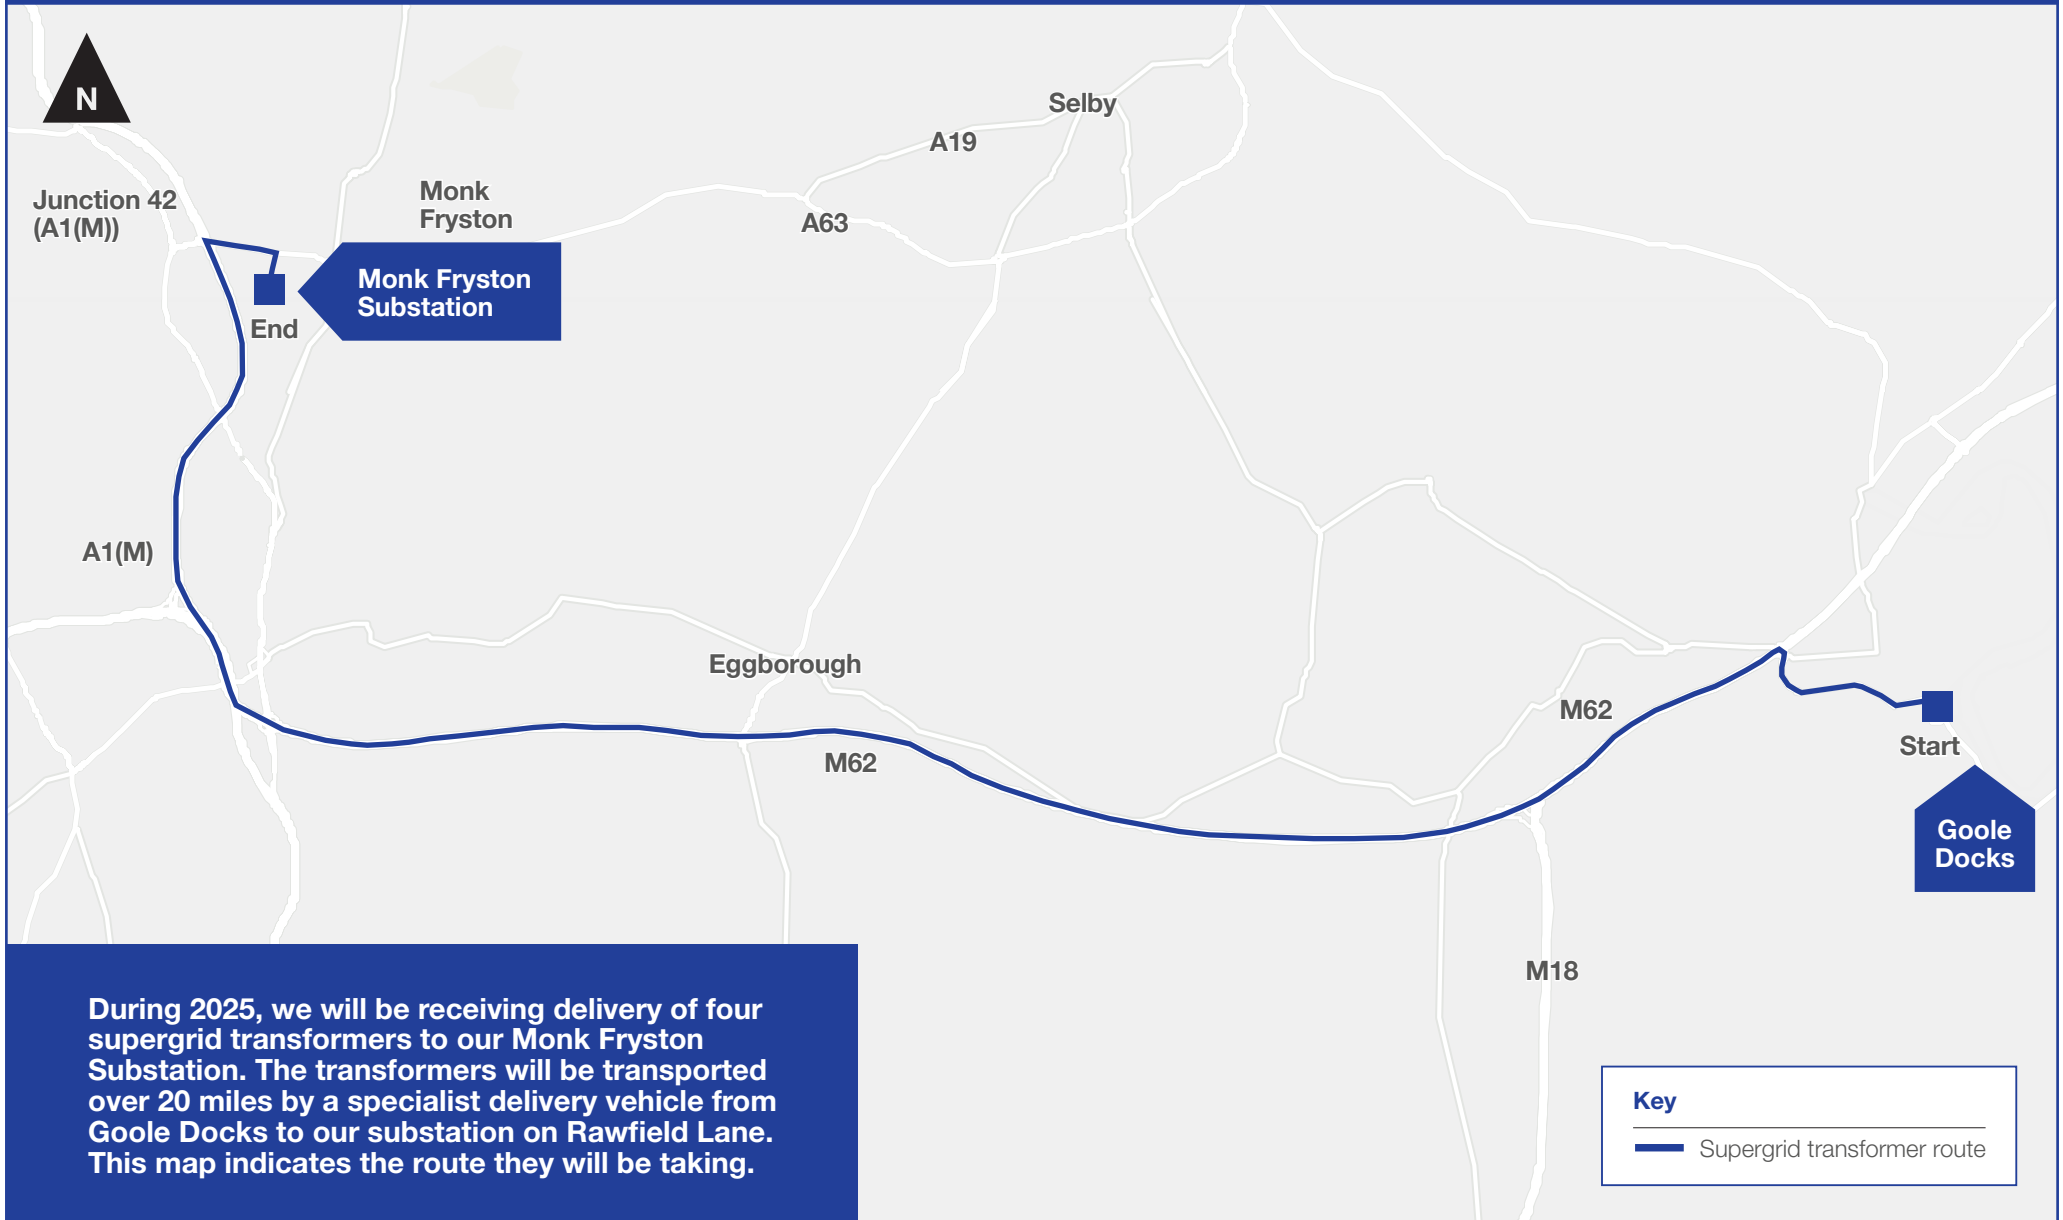 N
Selby
A19
Junction 42
(A1(M))
Monk
Fryston
A63
Monk Fryston
Substation
End
A1(M)
Eggborough
M62
M62
Start
Goole
Docks
M18
During 2025, we will be receiving delivery of four
supergrid transformers to our Monk Fryston
Substation. The transformers will be transported
over 20 miles by a specialist delivery vehicle from
Goole Docks to our substation on Rawfield Lane.
This map indicates the route they will be taking.
Key
Supergrid transformer route